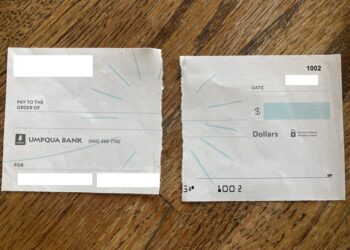 PAY TO THE
ORDER OF
UMPQUA BANK
FOR
1002
DATE
$
Dollars
1002